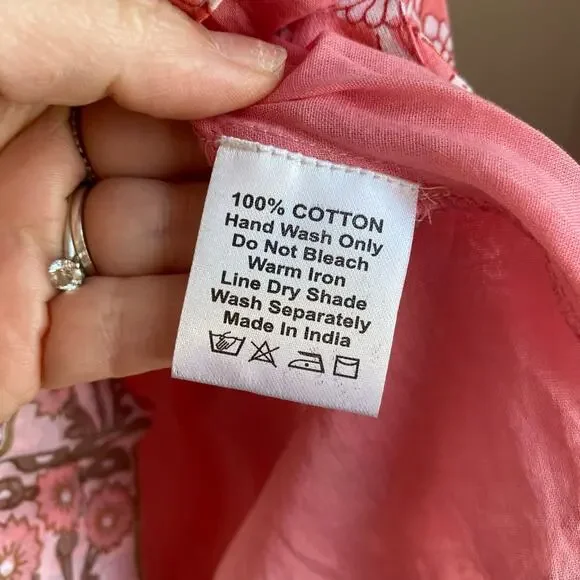 100% COTTON
Hand Wash Only
Do Not Bleach
Warm Iron
Line Dry Shade
Wash Separately
Made In India